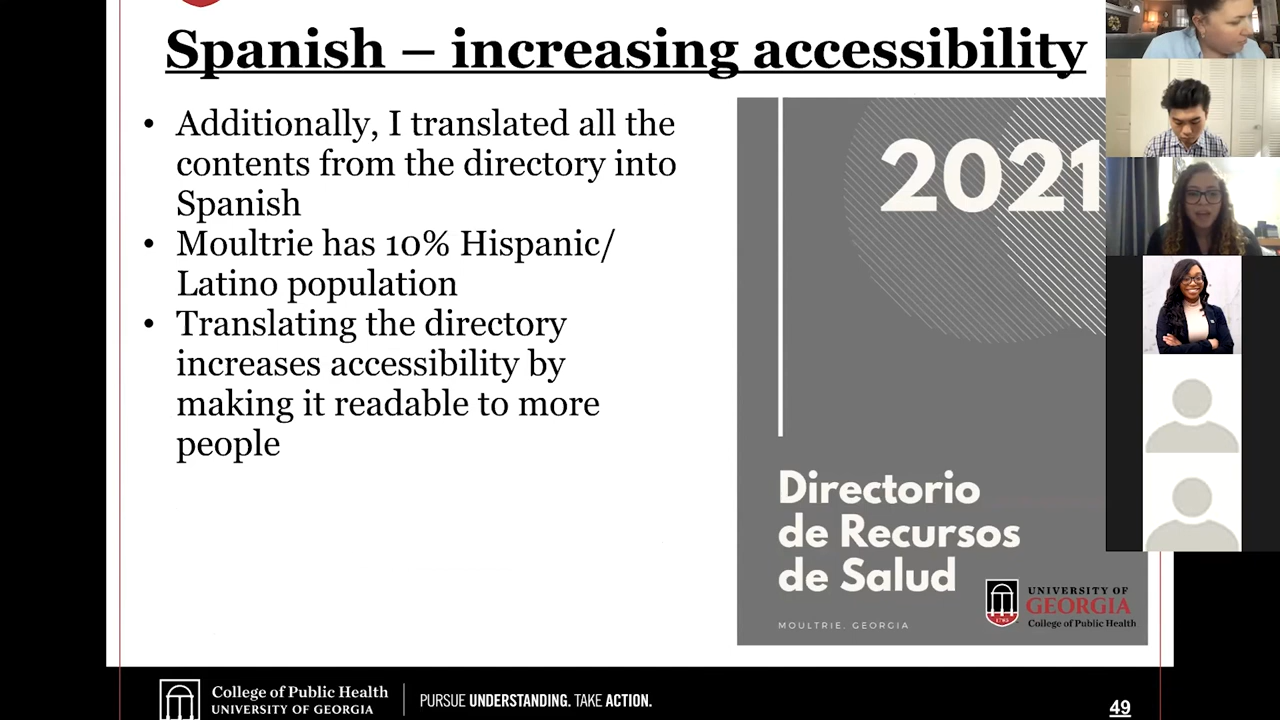 Spanish – increasing accessibility
• Additionally, I translated all the
contents from the directory into
Spanish
• Moultrie has 10% Hispanic/
Latino population
• Translating the directory
increases accessibility by
making it readable to more
people
2021
Directorio
de Recursos
de Salud
MOULTRIE, GEORGIA
UNIVERSITY OF
GEORGIA
College of Public Health
College of Public Health
UNIVERSITY OF GEORGIA
PURSUE UNDERSTANDING. TAKE ACTION.
49